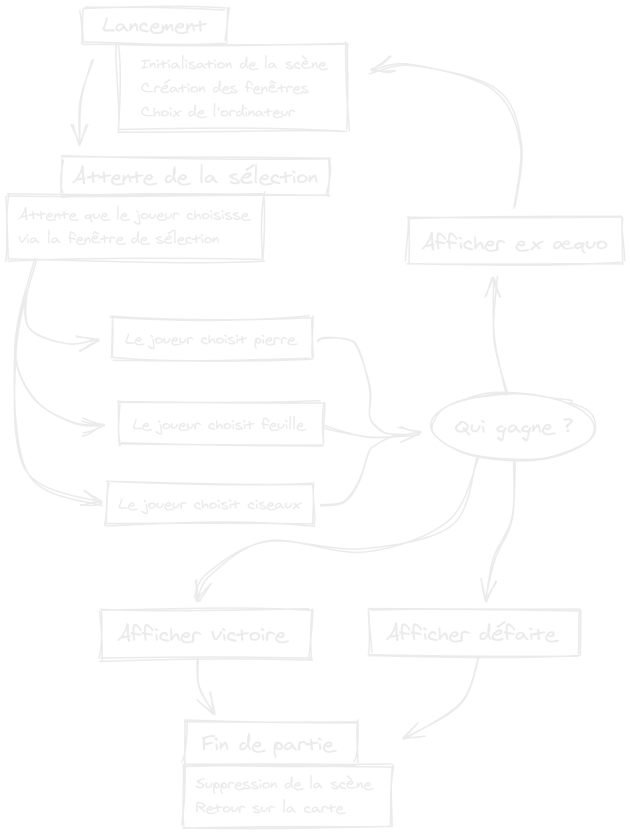 Lancement
Initialisation de la scène
Création des fenêtres
Choix de l'ordinateur
Attente de la sélection
Attente que le joueur choisisse
via la fenêtre de sélection
Afficher ex æquo
Le joueur choisit pierre
Le joueur choisit feuille
Qui gagne ?
Le joueur choisit ciseaux
Afficher victoire
Afficher défaite
Fin de partie
Suppression de la scène
Retour sur la carte